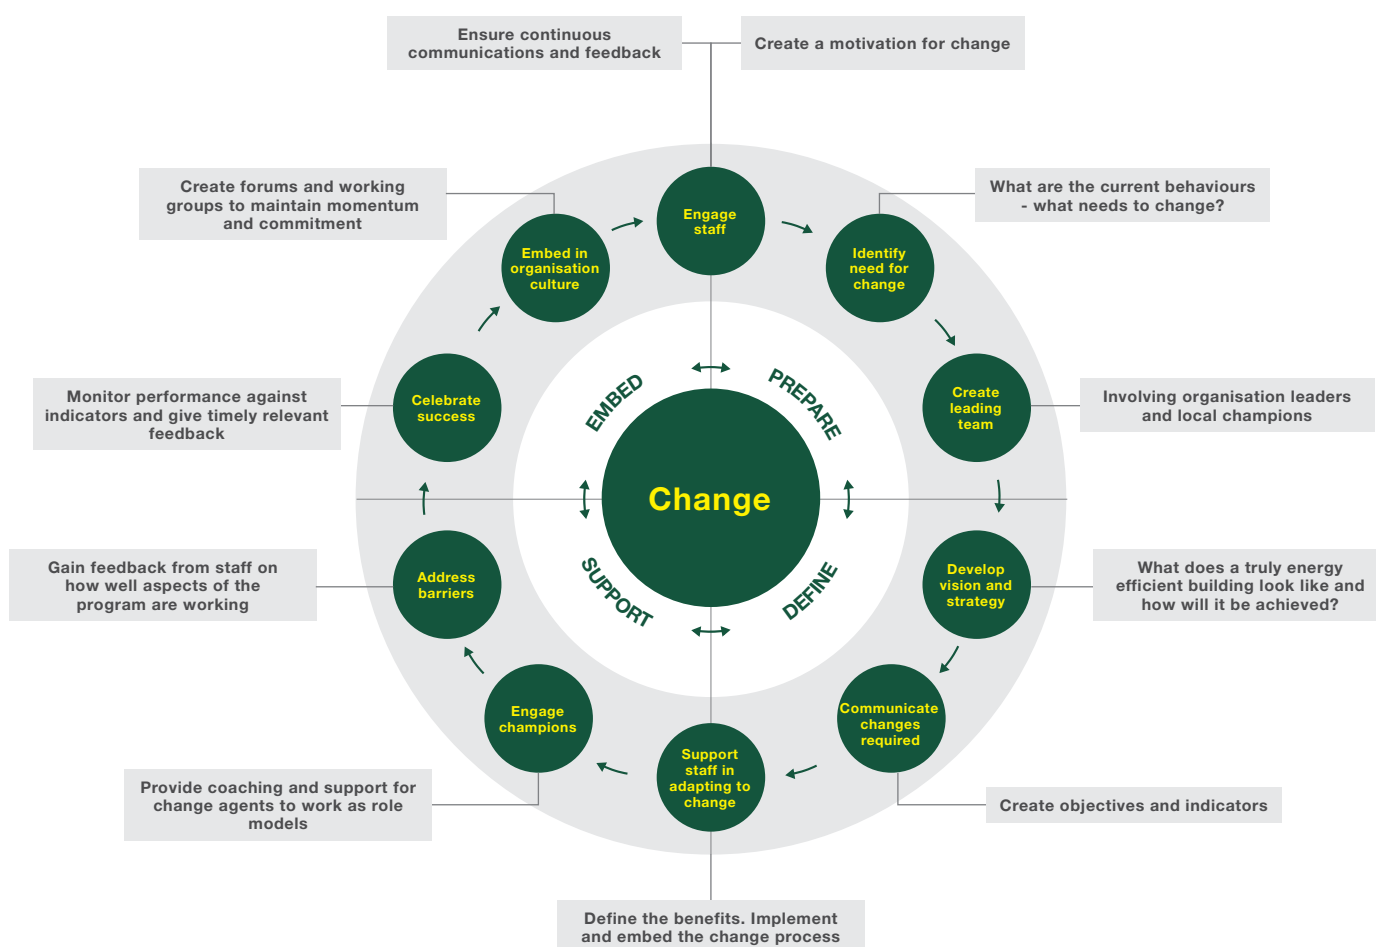 Ensure continuous
communications and feedback
Create a motivation for change
Create forums and working
groups to maintain momentum
and commitment
What are the current behaviours
- what needs to change?
Engage
staff
Embed in
organisation
culture
Identify
need for
change
Monitor performance against
indicators and give timely relevant
feedback
Celebrate
success
EMBED
PREPARE
Create
leading
team
Involving organisation leaders
and local champions
Change
Gain feedback from staff on
how well aspects of the
program are working
Address
barriers
SUPPORT
DEFINE
Develop
vision and
strategy
What does a truly energy
efficient building look like and
how will it be achieved?
Engage
champions
Communicate
changes
required
Support
staff in
adapting to
change
Provide coaching and support for
change agents to work as role
models
Create objectives and indicators
Define the benefits. Implement
and embed the change process